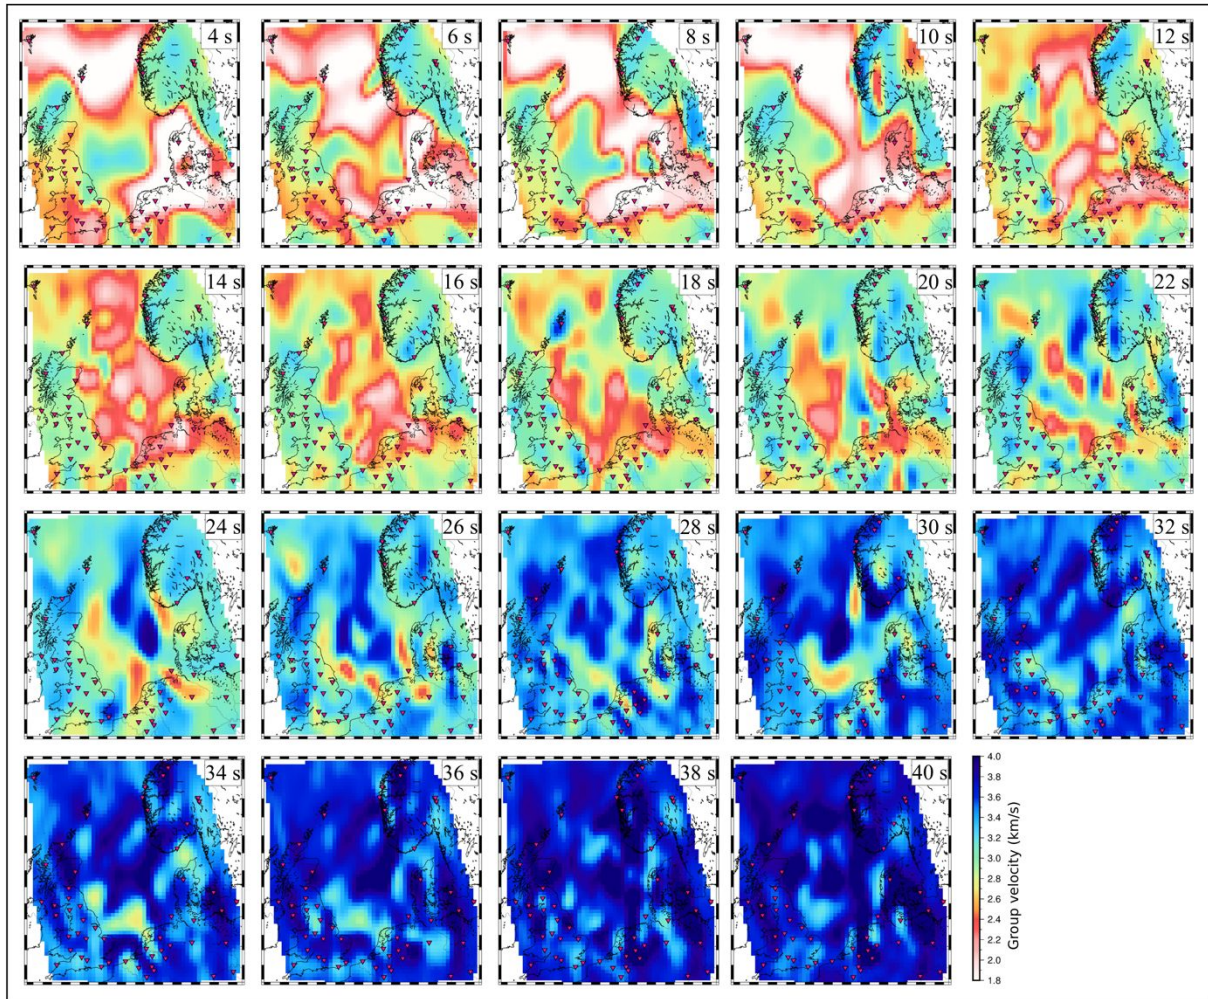 4 s
6 s
8 s
10 s
12 s
14 s
16 s
18 s
20 s
22 s
24 s
26 s
28 s
30 s
32 s
34 s
36 s
38 s
40 s
4.0
3.8
3.6
3.4
3.2
3.0
2.8
2.6
2.4
2.2
2.0
1.8
Group velocity (km/s)